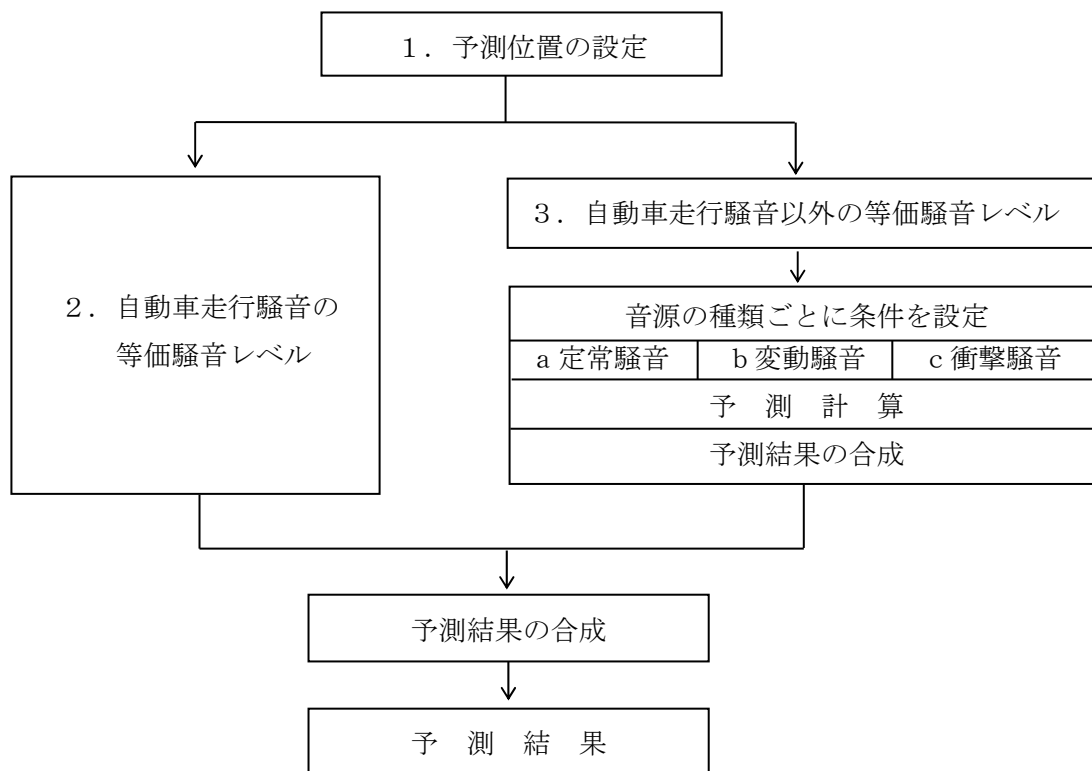 １．予測位置の設定
２．自動車走行騒音の
等価騒音レベル
３．自動車走行騒音以外の等価騒音レベル
音源の種類ごとに条件を設定
a 定常騒音
b 変動騒音
c 衝撃騒音
予　測　計　算
予測結果の合成
予測結果の合成
予　測　結　果